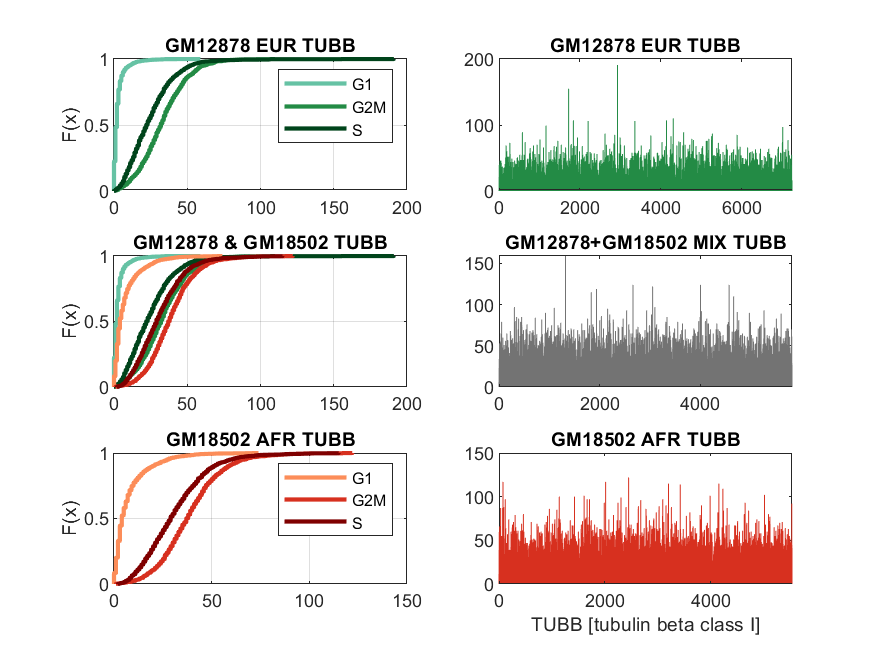 GM12878 EUR TUBB
1
0.5
0
F(x)
0 50 100 150 200
G1
G2M
S
GM12878 EUR TUBB
200
100
0
0 2000 4000 6000
GM12878 & GM18502 TUBB
1
0.5
0
F(x)
0 50 100 150 200
GM12878+GM18502 MIX TUBB
150
100
50
0
0 2000 4000
GM18502 AFR TUBB
1
0.5
0
F(x)
0 50 100 150
G1
G2M
S
GM18502 AFR TUBB
150
100
50
0
0 2000 4000
TUBB [tubulin beta class I]